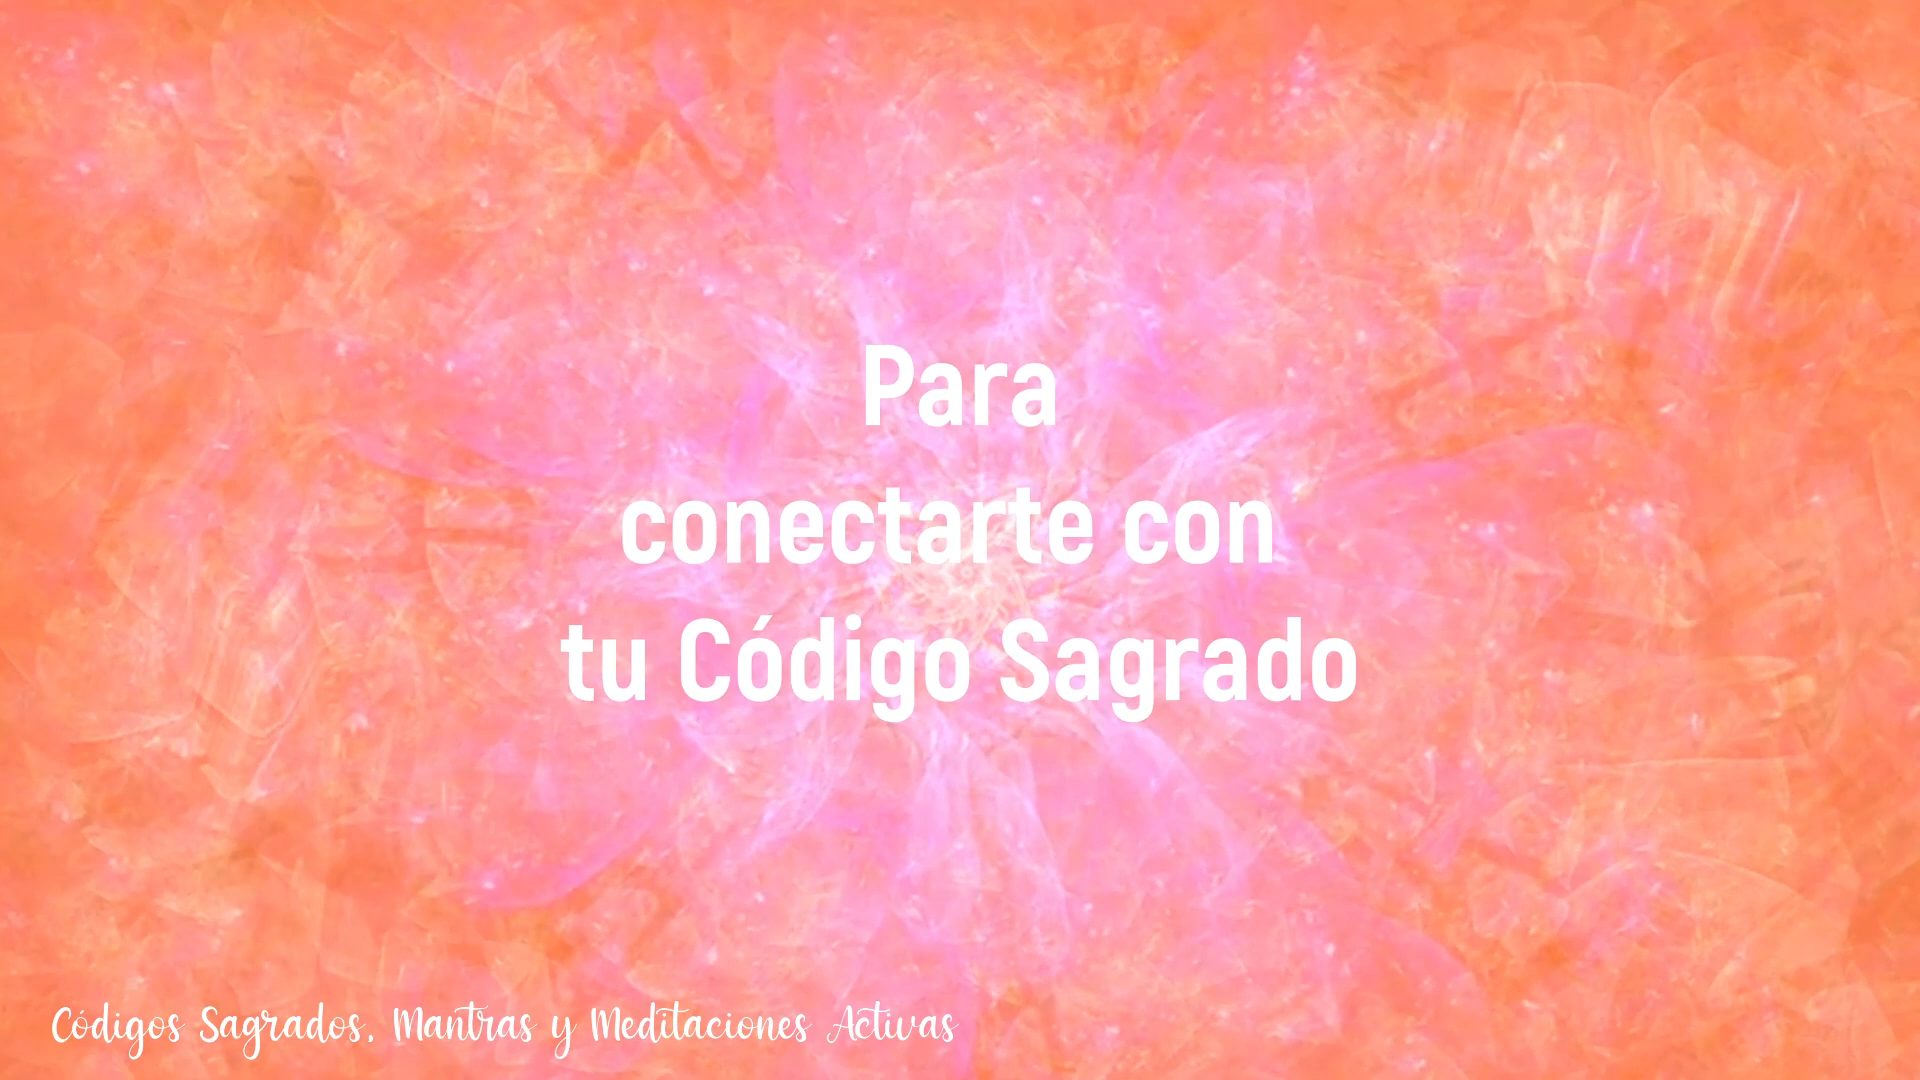 Para
conectarte con
tu Código Sagrado
Códigos Sagrados, Mantras y Meditaciones Activas